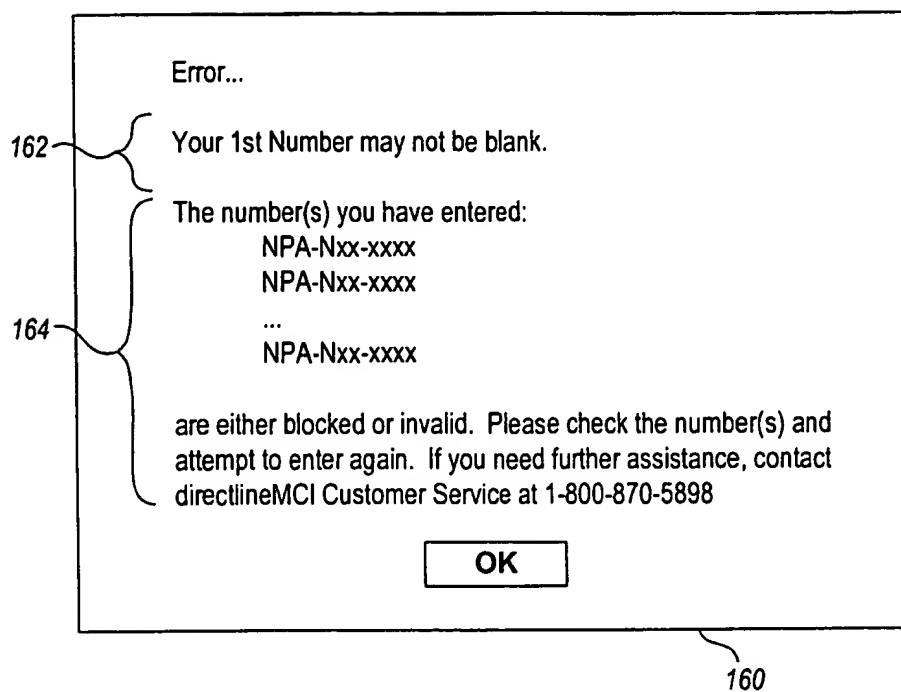 Error...
162
Your 1st Number may not be blank.
The number(s) you have entered:
NPA-Nxx-xxxx
NPA-Nxx-xxxx
164
...
NPA-Nxx-xxxx
are either blocked or invalid. Please check the number(s) and
attempt to enter again. If you need further assistance, contact
directlineMCI Customer Service at 1-800-870-5898
OK
160